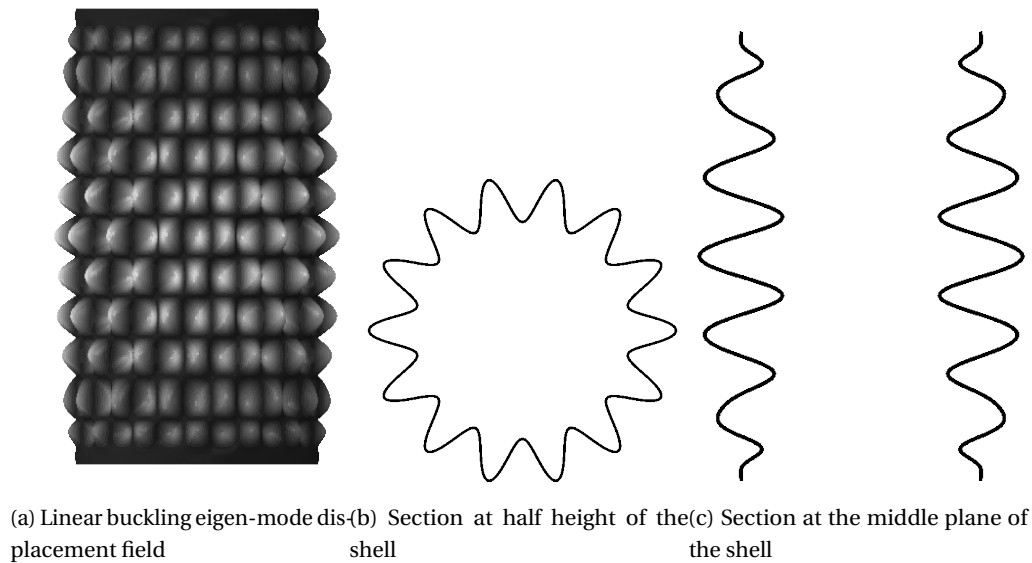 (a) Linear buckling eigen-mode dis-
placement field
(b) Section at half height of the
shell
(c) Section at the middle plane of
the shell